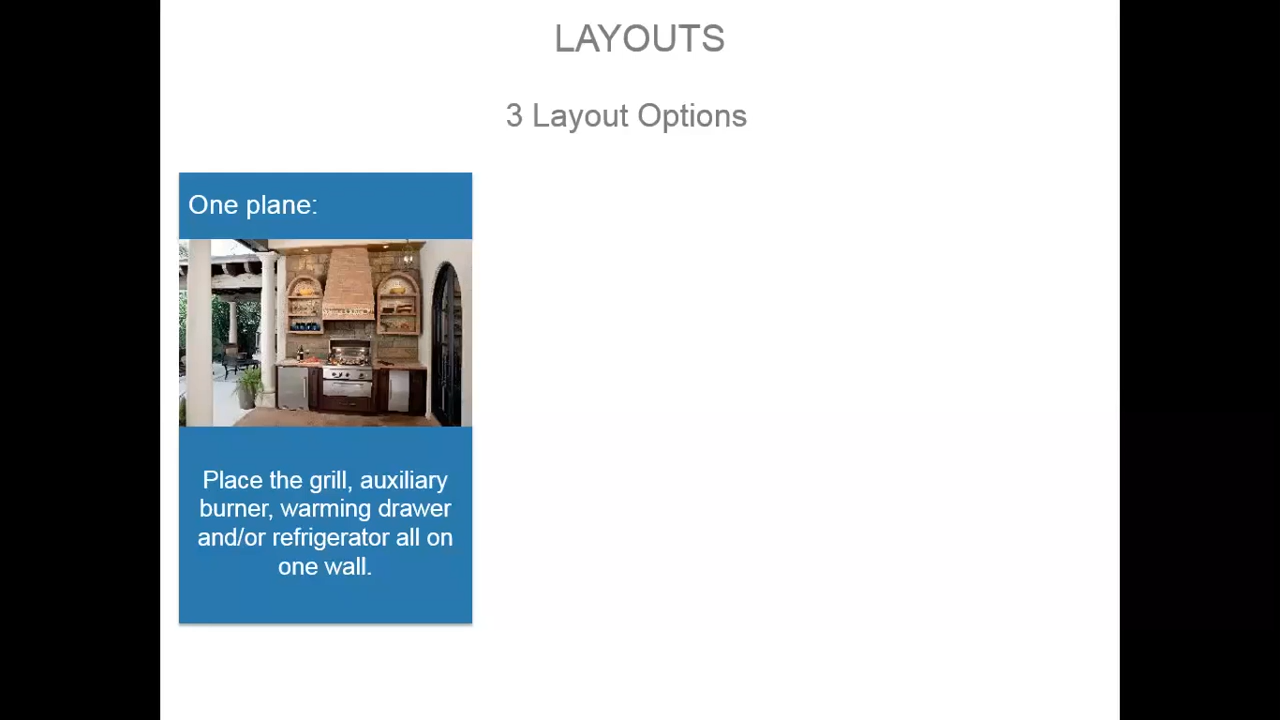 LAYOUTS
3 Layout Options
One plane:
Place the grill, auxiliary
burner, warming drawer
and/or refrigerator all on
one wall.